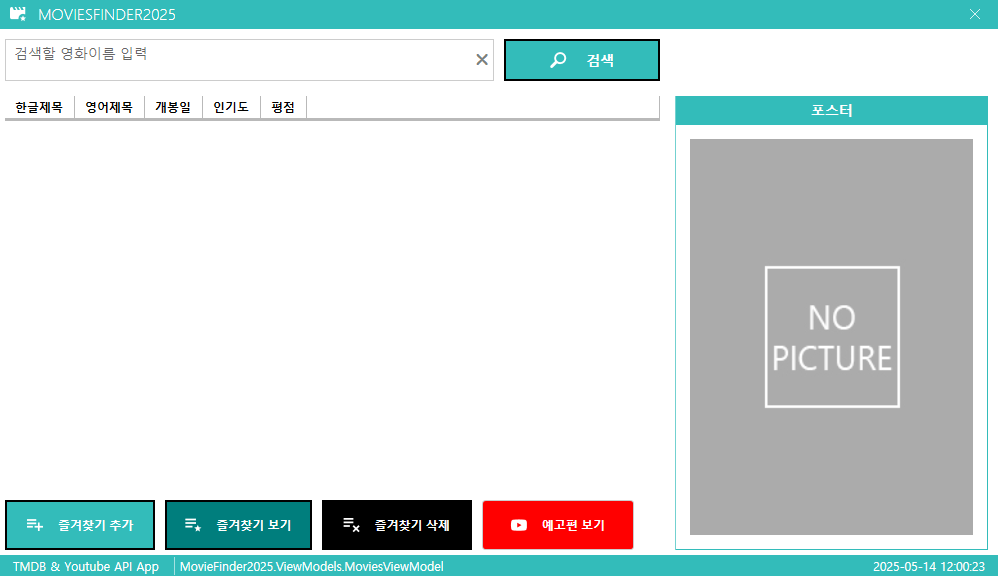 MOVIESFINDER2025
검색할 영화이름 입력
검색
한글제목 영어제목 개봉일 인기도 평점
포스터
NO
PICTURE
즐겨찾기 추가 즐겨찾기 보기 즐겨찾기 삭제 예고편 보기
TMDB & Youtube API App MovieFinder2025.ViewModels.MoviesViewModel 2025-05-14 12:00:23